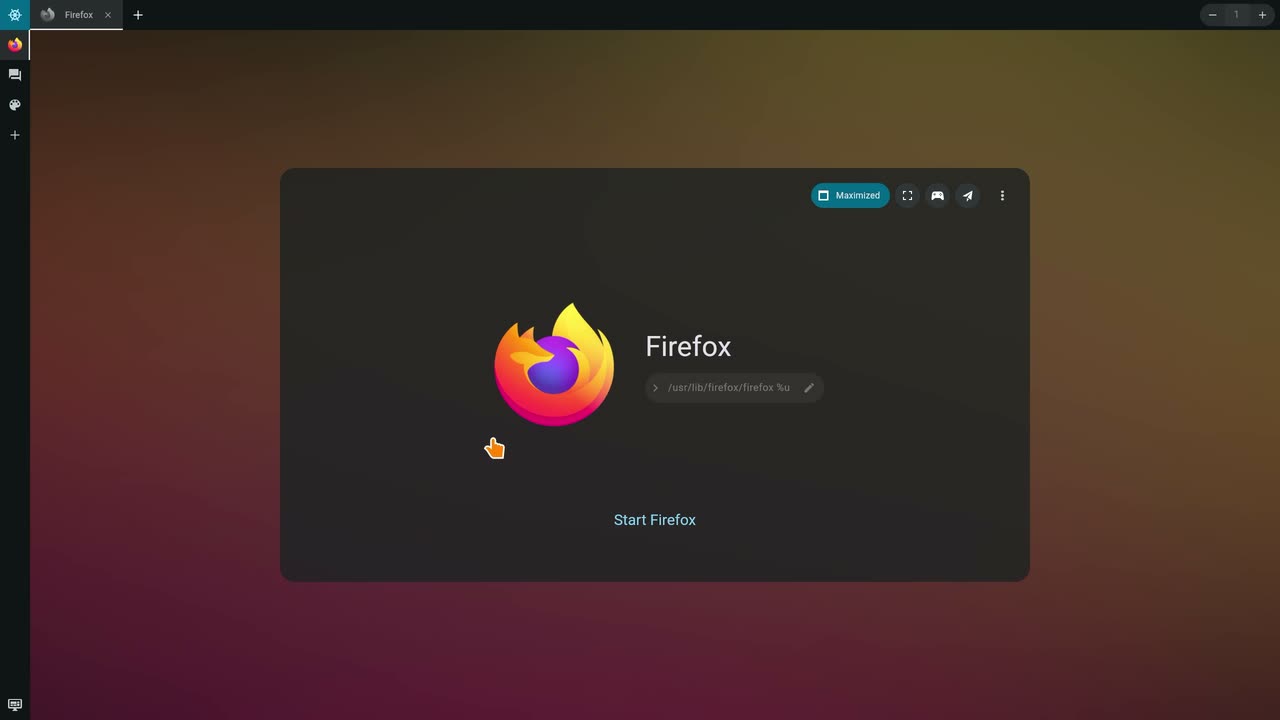 Firefox
1
Maximized
Firefox
/usr/lib/firefox/firefox %u
Start Firefox